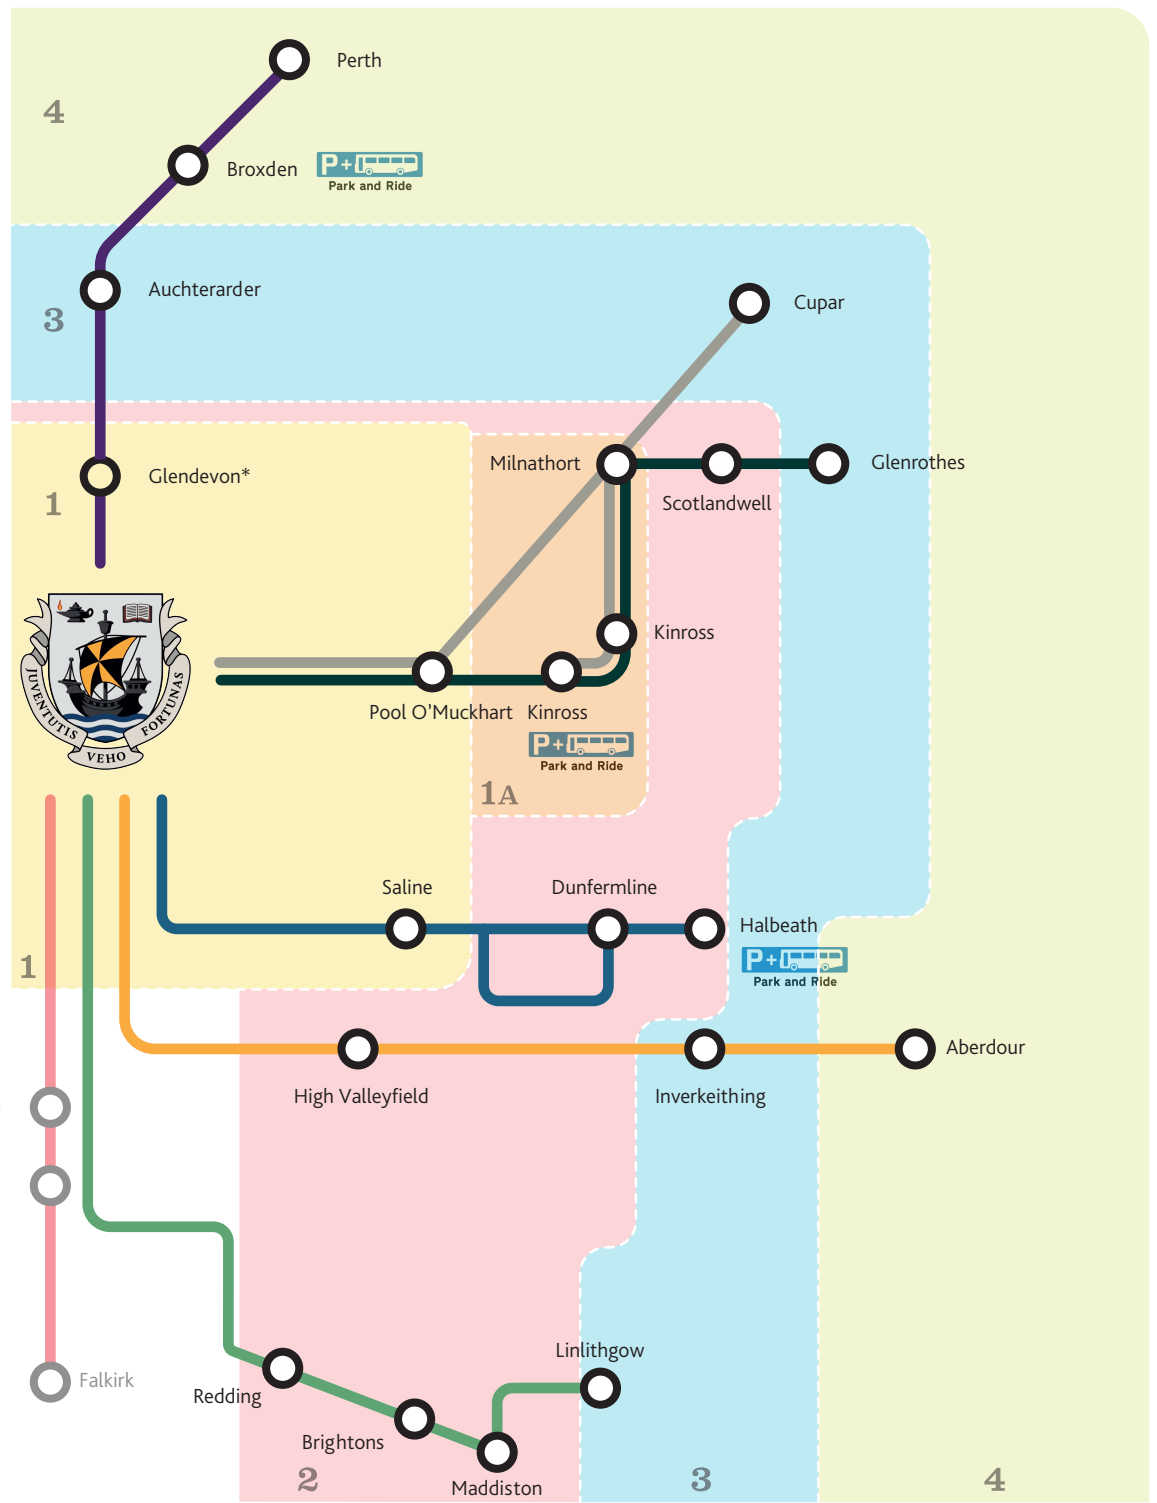 Perth
4
Broxden
P+
Park and Ride
Auchterarder
3
Cupar
Milnathort
Glenrothes
Glendevon*
1
Scotlandwell
Kinross
JUVENTUTIS
VEHO
FORTUNAS
Pool O'Muckhart
Kinross
P+
Park and Ride
1A
Saline
Dunfermline
Halbeath
P+
Park and Ride
1
Aberdour
High Valleyfield
Inverkeithing
Linlithgow
Falkirk
Redding
Brightons
Maddiston
2
3
4